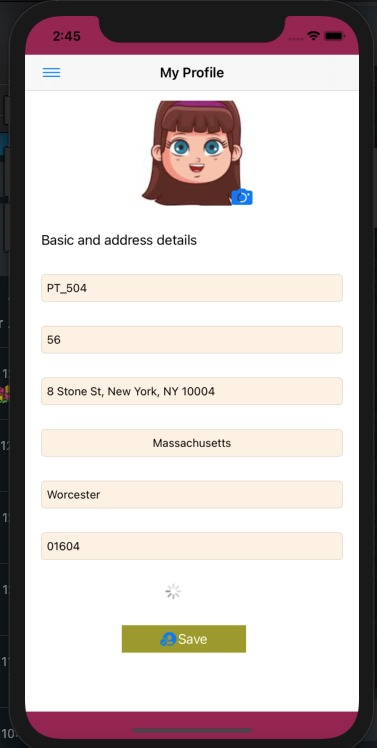 2:45
My Profile
Basic and address details
PT_504
56
8 Stone St, New York, NY 10004
Massachusetts
Worcester
01604
Save